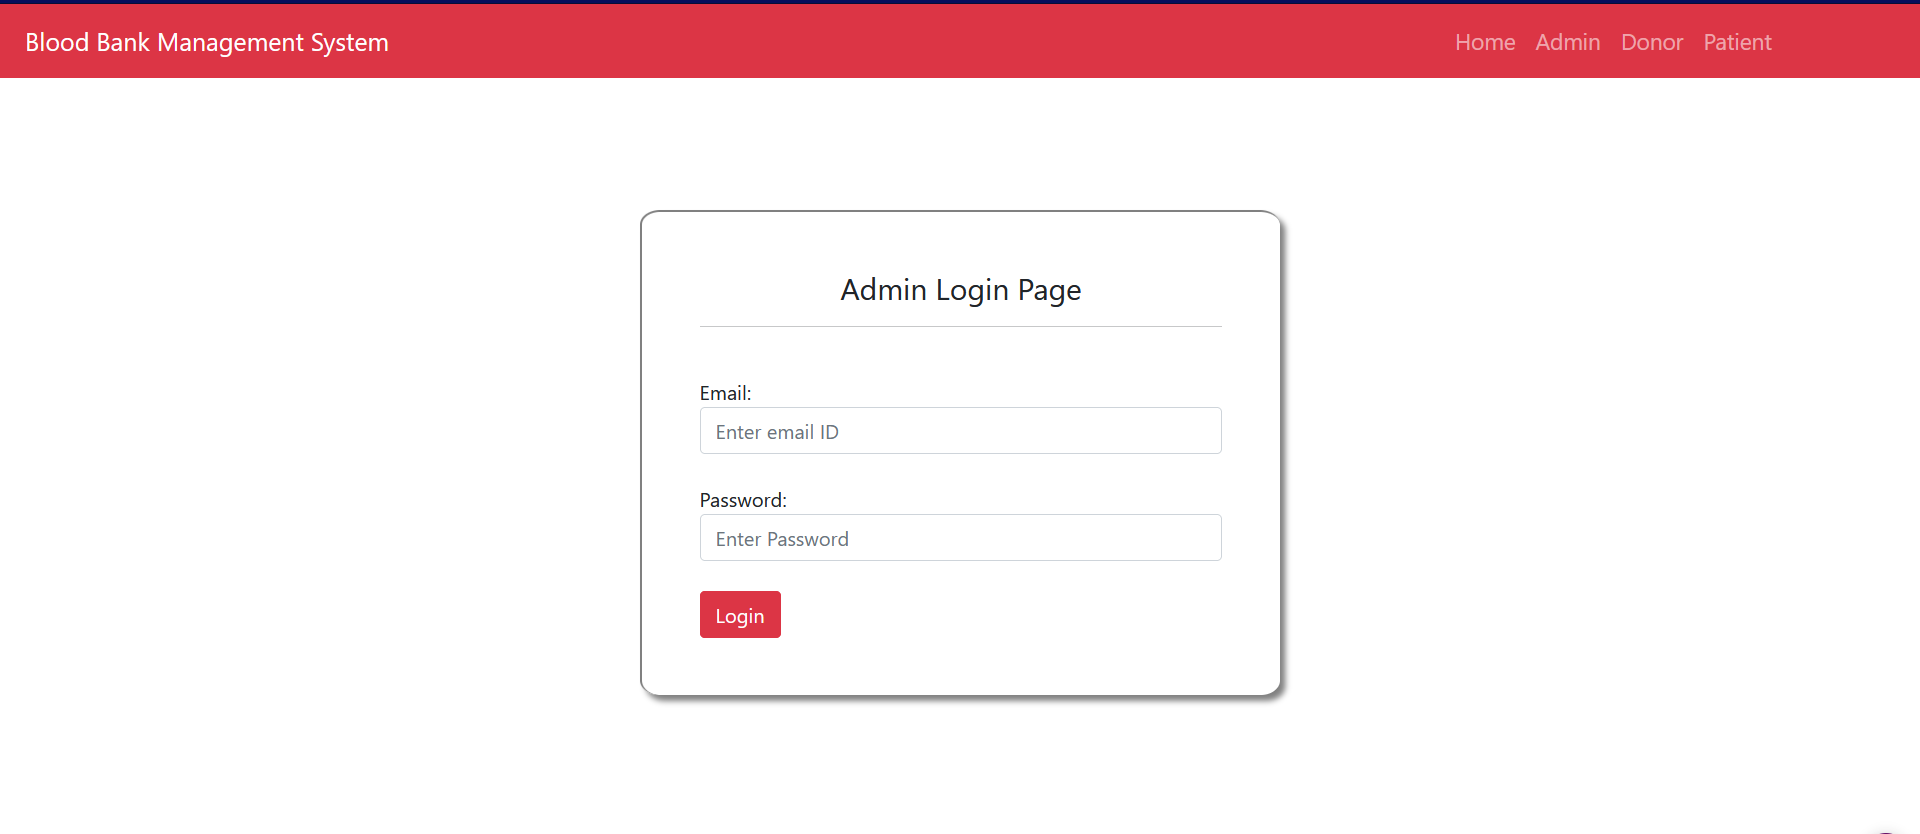 Blood Bank Management System
Home Admin Donor Patient
Admin Login Page
Email:
Enter email ID
Password:
Enter Password
Login